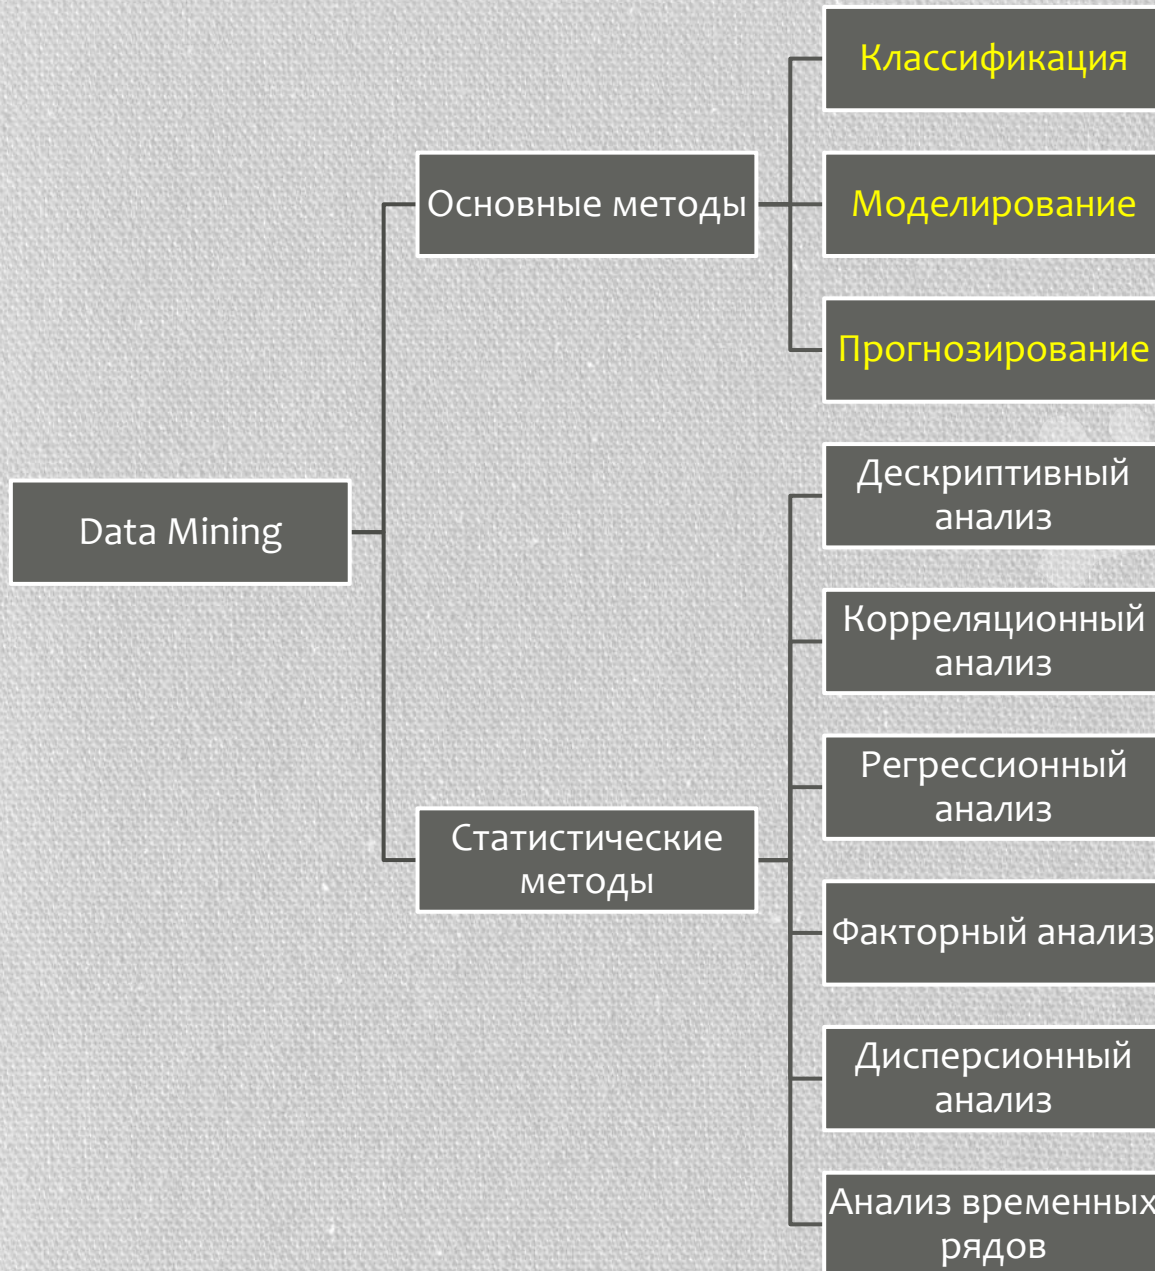 Data Mining
Основные методы
Классификация
Моделирование
Прогнозирование
Статистические
методы
Дескриптивный
анализ
Корреляционный
анализ
Регрессионный
анализ
Факторный анализ
Дисперсионный
анализ
Анализ временных
рядов